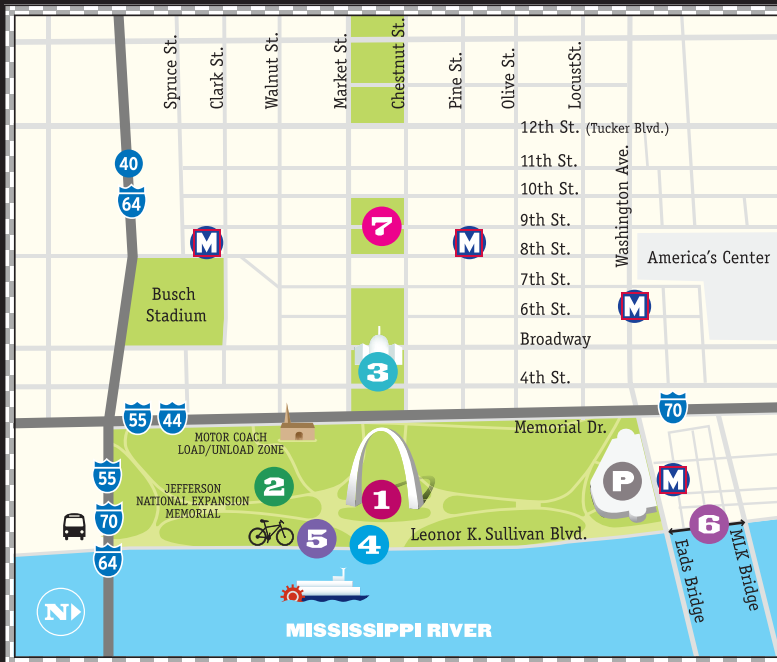 Spruce St.
Clark St.
Walnut St.
Market St.
Chestnut St.
Pine St.
Olive St.
LocustSt.
12th St. (Tucker Blvd.)
40
11th St.
64
10th St.
Washington Ave.
7
9th St.
M
M
8th St.
America's Center
7th St.
Busch
Stadium
6th St.
M
Broadway
3
4th St.
55
44
70
Memorial Dr.
MOTOR COACH
LOAD/UNLOAD ZONE
55
JEFFERSON
NATIONAL EXPANSION
MEMORIAL
2
1
P
M
70
5
4
Leonor K. Sullivan Blvd.
6
64
Eads Bridge
MLK Bridge
N
MISSISSIPPI RIVER